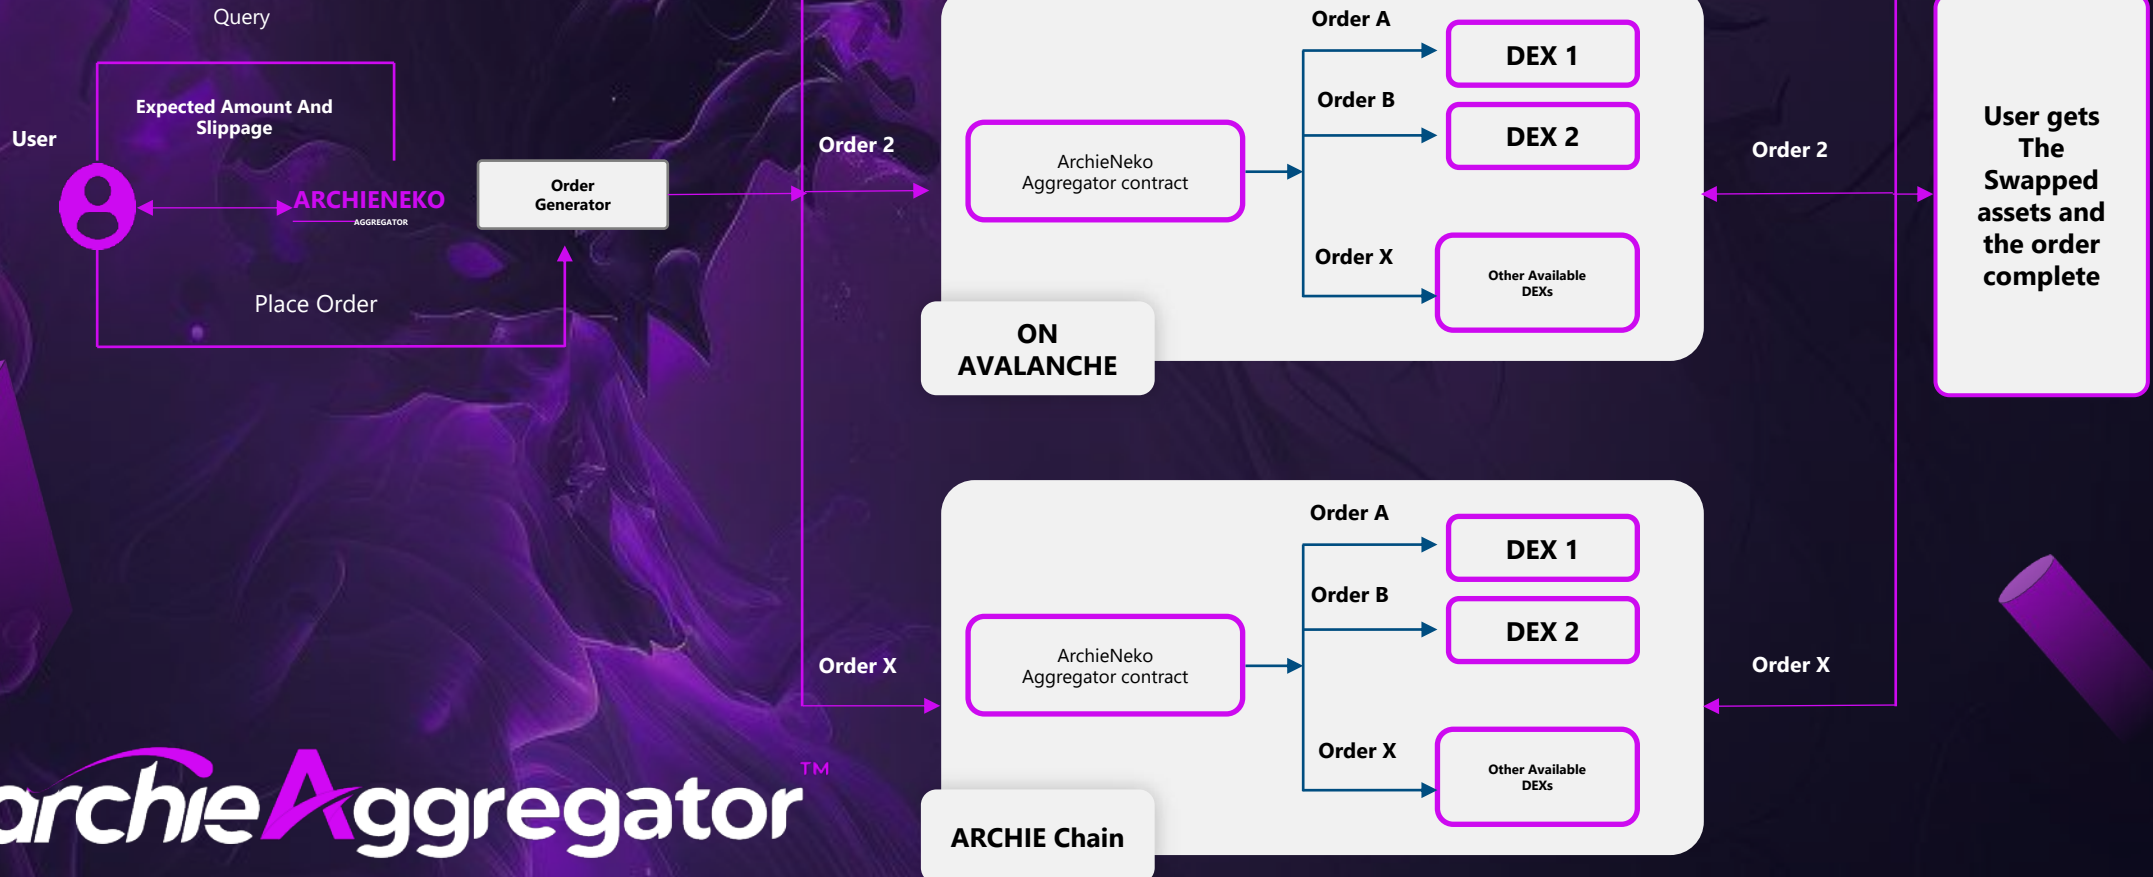 Query
Expected Amount And
Slippage
User
ARCHIENEKO
AGGREGATOR
Order
Generator
Place Order
Order 2
Order A
DEX 1
Order B
DEX 2
ArchieNeko
Aggregator contract
Order X
Other Available
DEXs
ON
AVALANCHE
Order 2
User gets
The
Swapped
assets and
the order
complete
Order X
Order A
DEX 1
Order B
DEX 2
ArchieNeko
Aggregator contract
Order X
Other Available
DEXs
ARCHIE Chain
Order X
archieAggregator™